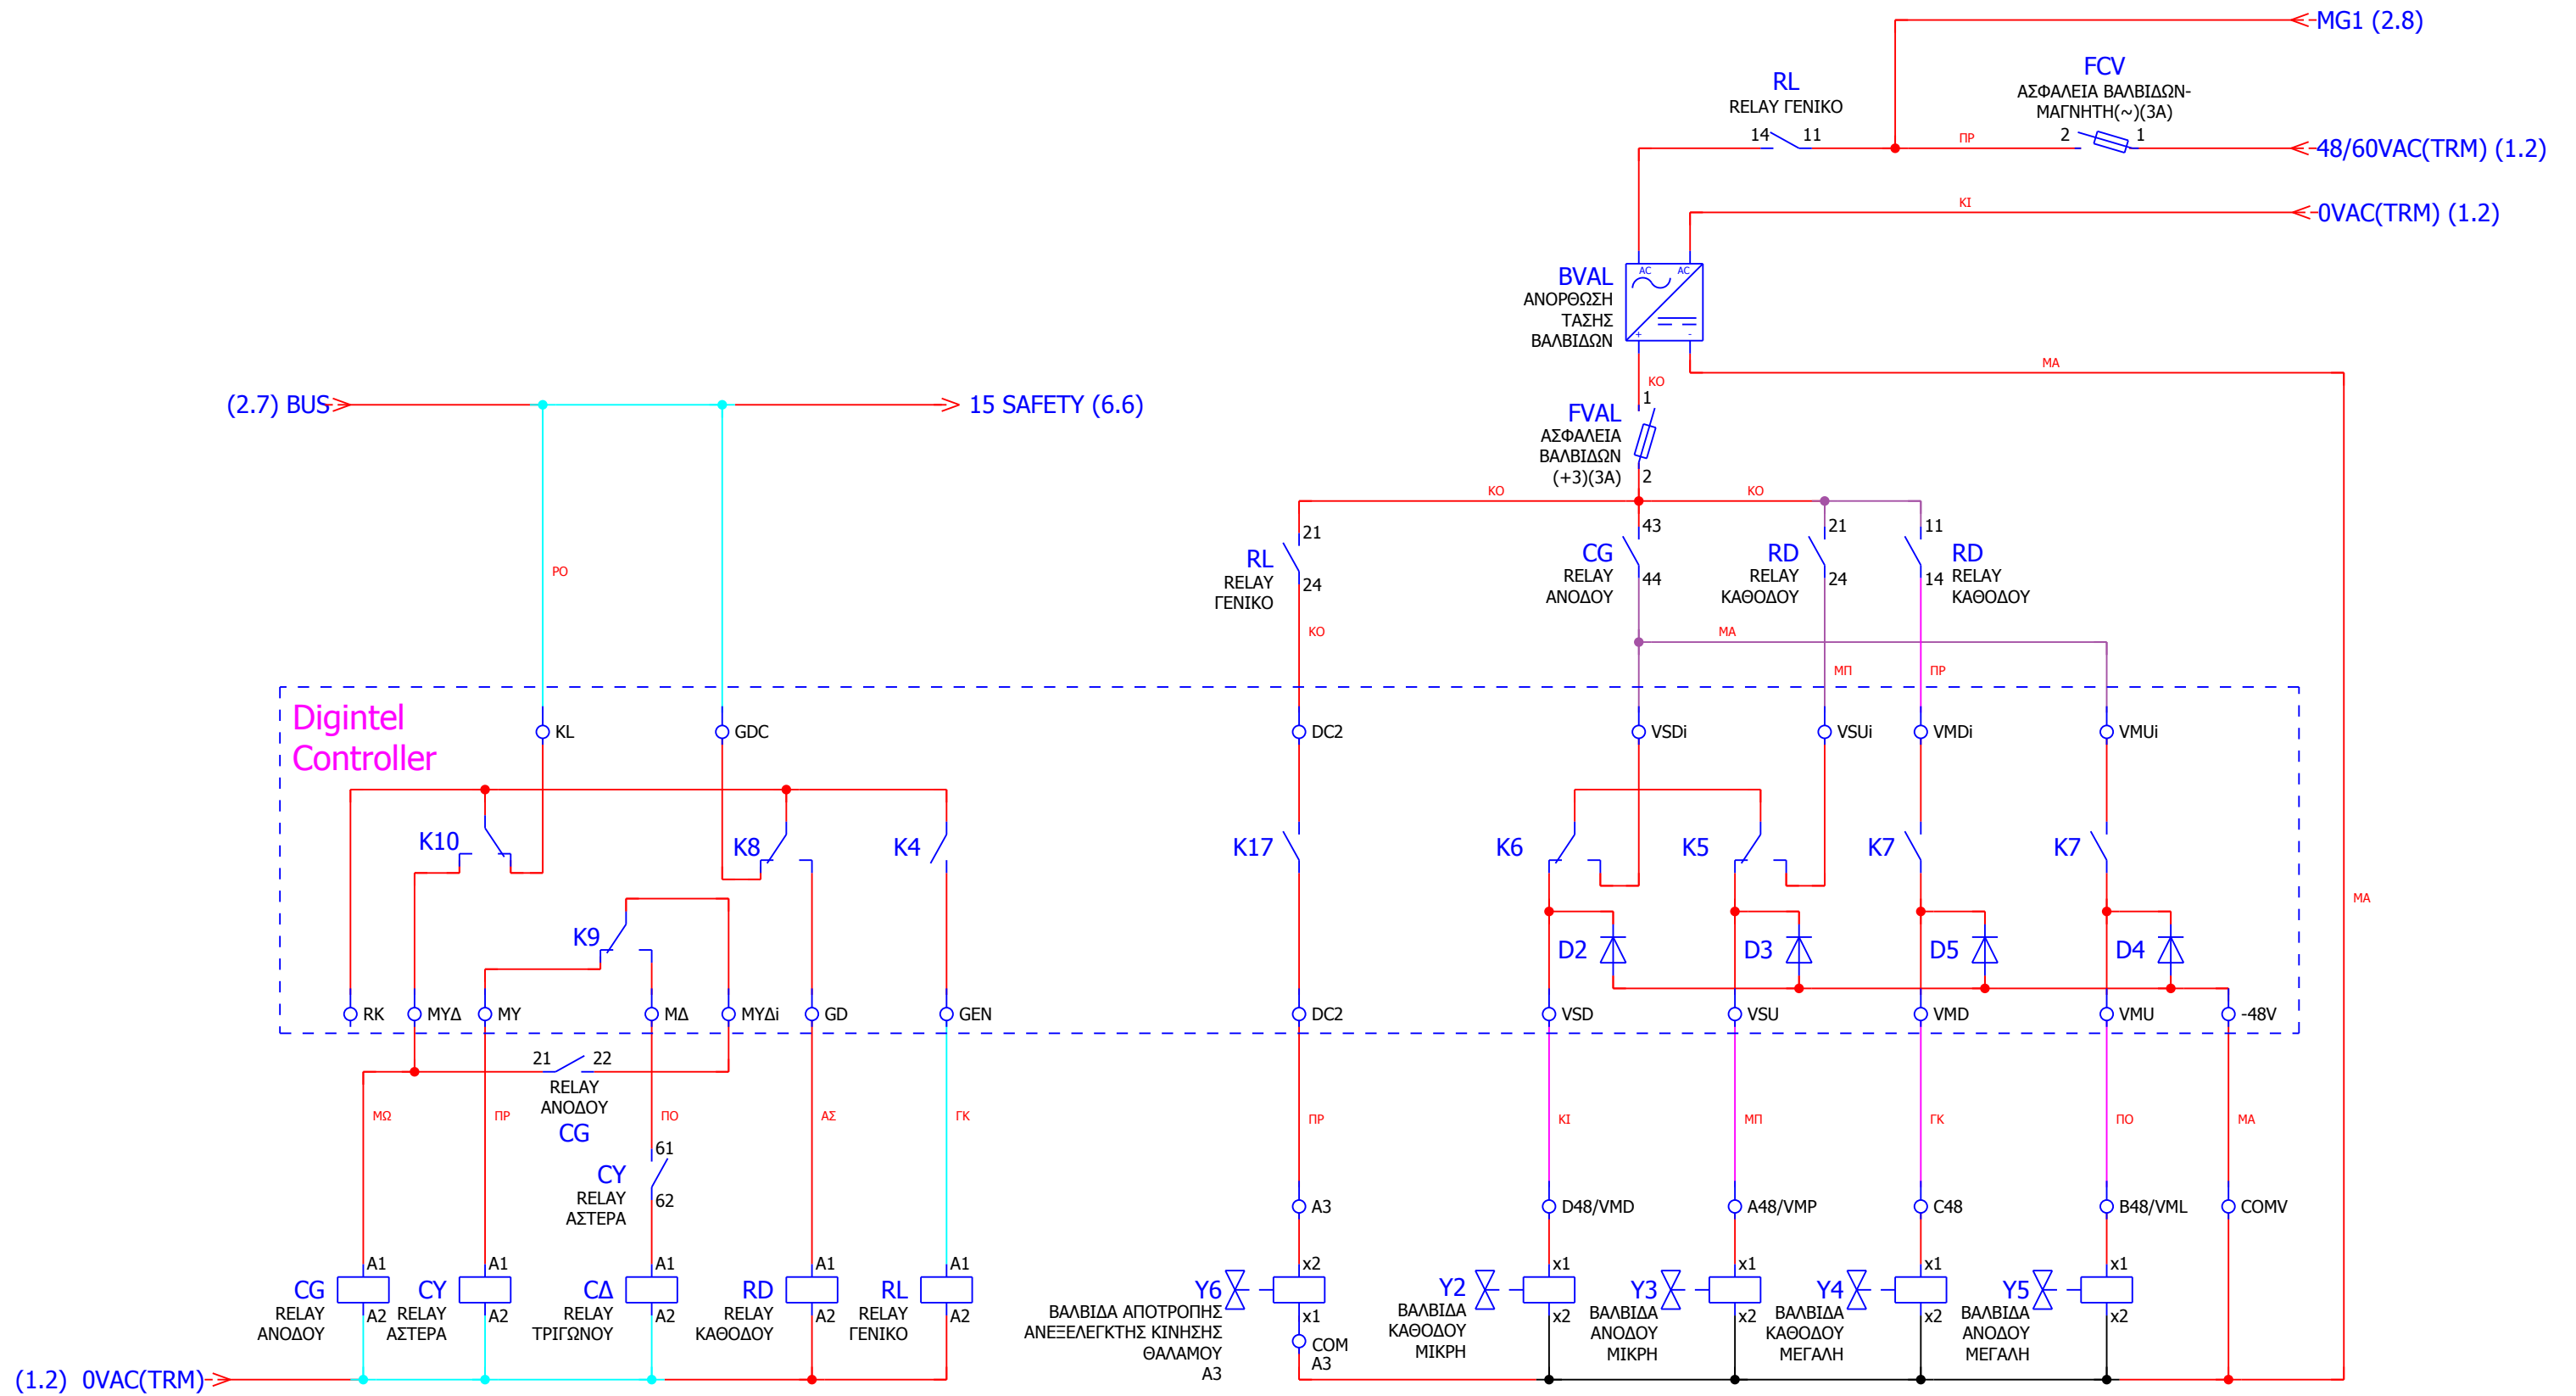 MG1 (2.8)
FCV
ΑΣΦΑΛΕΙΑ ΒΑΛΒΙΔΩΝ-
ΜΑΓΝΗΤΗ(~)(3A)
RL
RELAY ΓΕΝΙΚΟ
14 11
ΠΡ
2 1
48/60VAC(TRM) (1.2)
ΚΙ
0VAC(TRM) (1.2)
BVAL
ΑΝΟΡΘΩΣΗ
ΤΑΣΗΣ
ΒΑΛΒΙΔΩΝ
AC AC
+ -
ΜΑ
ΚΟ
(2.7) BUS
15 SAFETY (6.6)
1
FVAL
ΑΣΦΑΛΕΙΑ
ΒΑΛΒΙΔΩΝ
(+3)(3A)
2
ΚΟ ΚΟ
21
RL
RELAY
ΓΕΝΙΚΟ
24
43
CG
RELAY
ΑΝΟΔΟΥ
44
21
RD
RELAY
ΚΑΘΟΔΟΥ
24
11
RD
14 RELAY
ΚΑΘΟΔΟΥ
ΡΟ
ΚΟ
ΜΑ
ΜΠ
ΠΡ
Digintel
Controller
KL
GDC
DC2
VSDi
VSUi
VMDi
VMUi
K10
K8
K4
K17
K6
K5
K7
K7
ΜΑ
K9
D2
D3
D5
D4
RK
ΜΥΔ
MY
ΜΔ
ΜΥΔi
GD
GEN
DC2
VSD
VSU
VMD
VMU
-48V
21 22
RELAY
ΑΝΟΔΟΥ
CG
ΜΩ
ΠΡ
ΠΟ
ΑΣ
ΓΚ
ΠΡ
ΚΙ
ΜΠ
ΓΚ
ΠΟ
ΜΑ
61
CY
RELAY
ΑΣΤΕΡΑ
62
A3
D48/VMD
A48/VMP
C48
B48/VML
COMV
A1
CG
RELAY
ΑΝΟΔΟΥ
A2
A1
CY
RELAY
ΑΣΤΕΡΑ
A2
A1
CΔ
RELAY
ΤΡΙΓΩΝΟΥ
A2
A1
RD
RELAY
ΚΑΘΟΔΟΥ
A2
A1
RL
RELAY
ΓΕΝΙΚΟ
A2
x2
Y6
ΒΑΛΒΙΔΑ ΑΠΟΤΡΟΠΗΣ
ΑΝΕΞΕΛΕΓΚΤΗΣ ΚΙΝΗΣΗΣ
ΘΑΛΑΜΟΥ
A3
x1
COM
A3
x1
Y2
ΒΑΛΒΙΔΑ
ΚΑΘΟΔΟΥ
ΜΙΚΡΗ
x2
x1
Y3
ΒΑΛΒΙΔΑ
ΑΝΟΔΟΥ
ΜΙΚΡΗ
x2
x1
Y4
ΒΑΛΒΙΔΑ
ΚΑΘΟΔΟΥ
ΜΕΓΑΛΗ
x2
x1
Y5
ΒΑΛΒΙΔΑ
ΑΝΟΔΟΥ
ΜΕΓΑΛΗ
x2
(1.2) 0VAC(TRM)